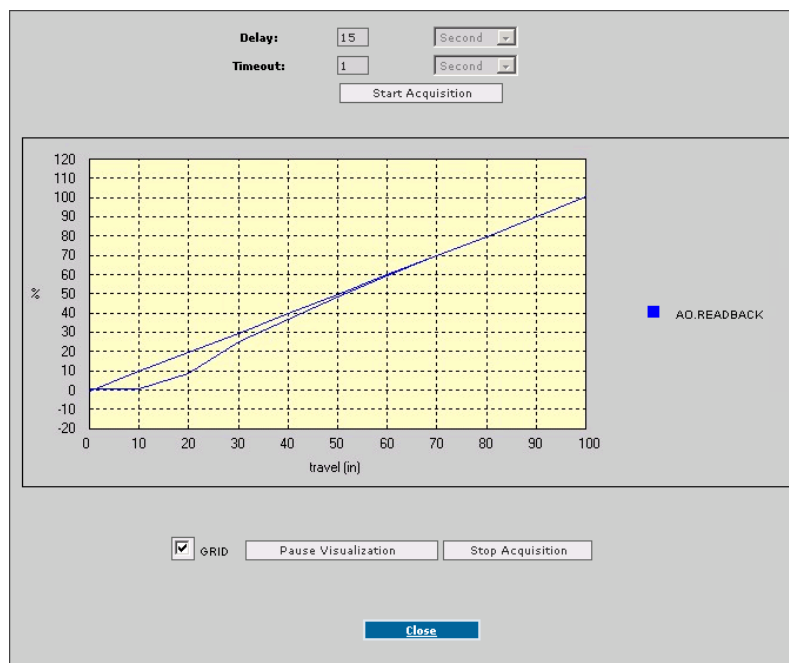 Delay: 15 Second
Timeout: 1 Second
Start Acquisition
120
110
100
90
80
70
60
50
40
30
20
10
0
-10
-20
%
0 10 20 30 40 50 60 70 80 90 100
travel (in)
AO.READBACK
GRID Pause Visualization Stop Acquisition
Close